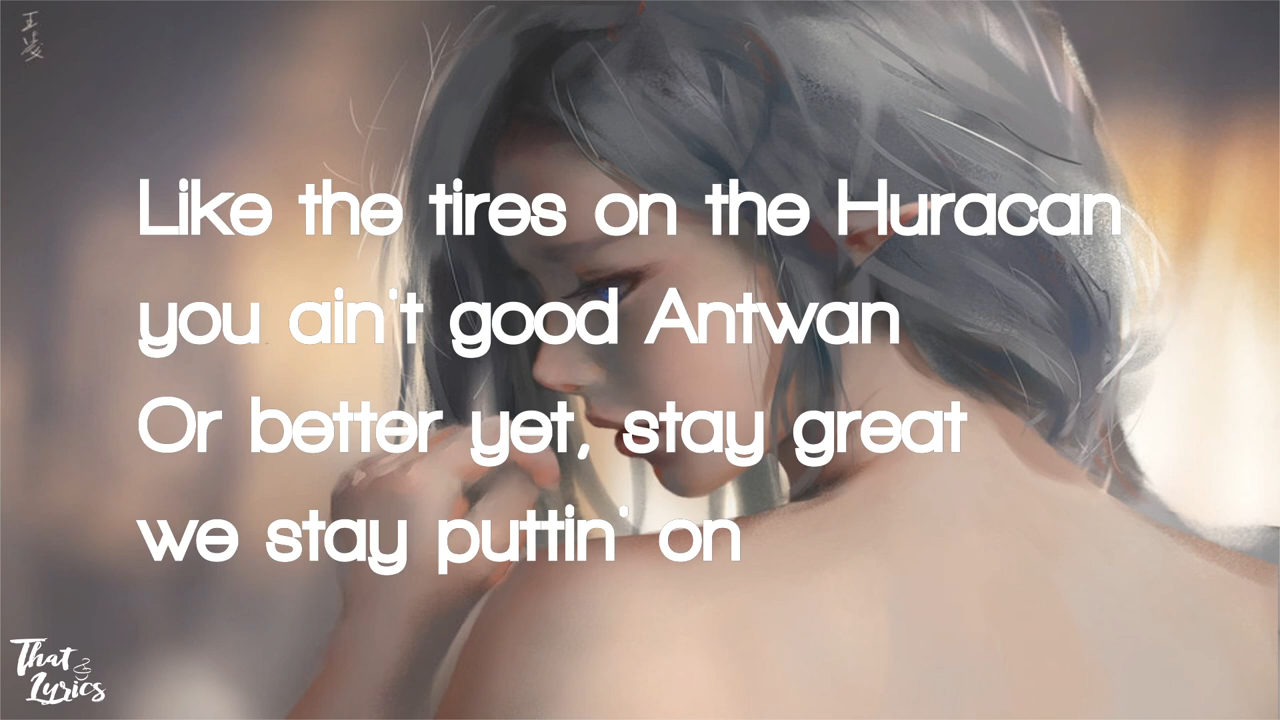 Like the tires on the Huracan
you ain't good Antwan
Or better yet, stay great
we stay puttin' on
That
Lyrics